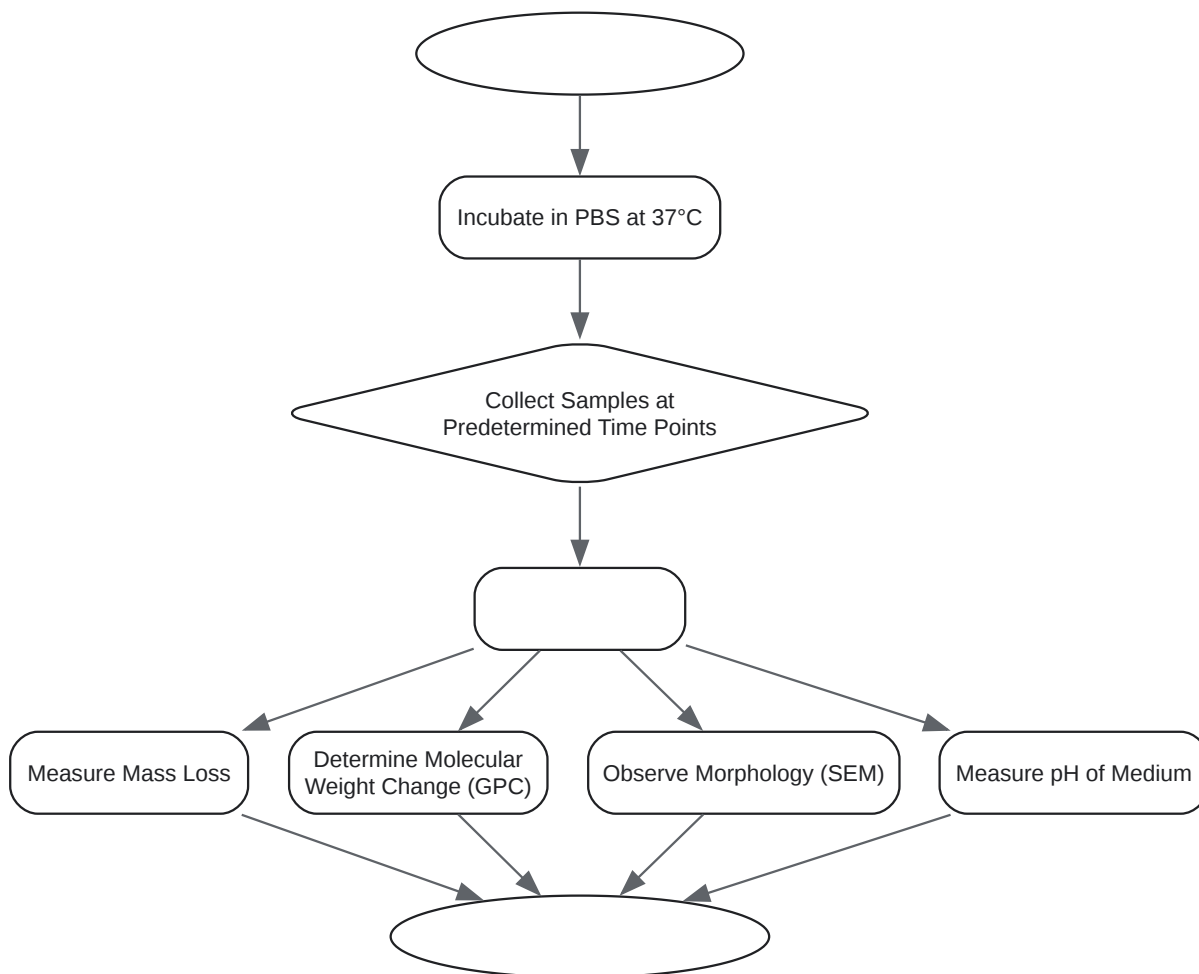 Incubate in PBS at 37°C
Collect Samples at
Predetermined Time Points
Measure Mass Loss
Determine Molecular
Weight Change (GPC)
Observe Morphology (SEM)
Measure pH of Medium